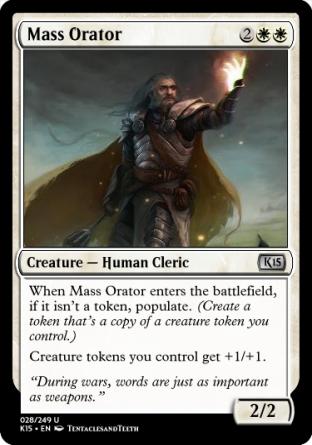 Mass Orator 2
Creature — Human Cleric K15
When Mass Orator enters the battlefield,
if it isn't a token, populate. (Create a
token that's a copy of a creature token you
control.)
Creature tokens you control get +1/+1.
"During wars, words are just as important
as weapons."
2/2
028/249 U
K15 • EN TentaclesandTeeth